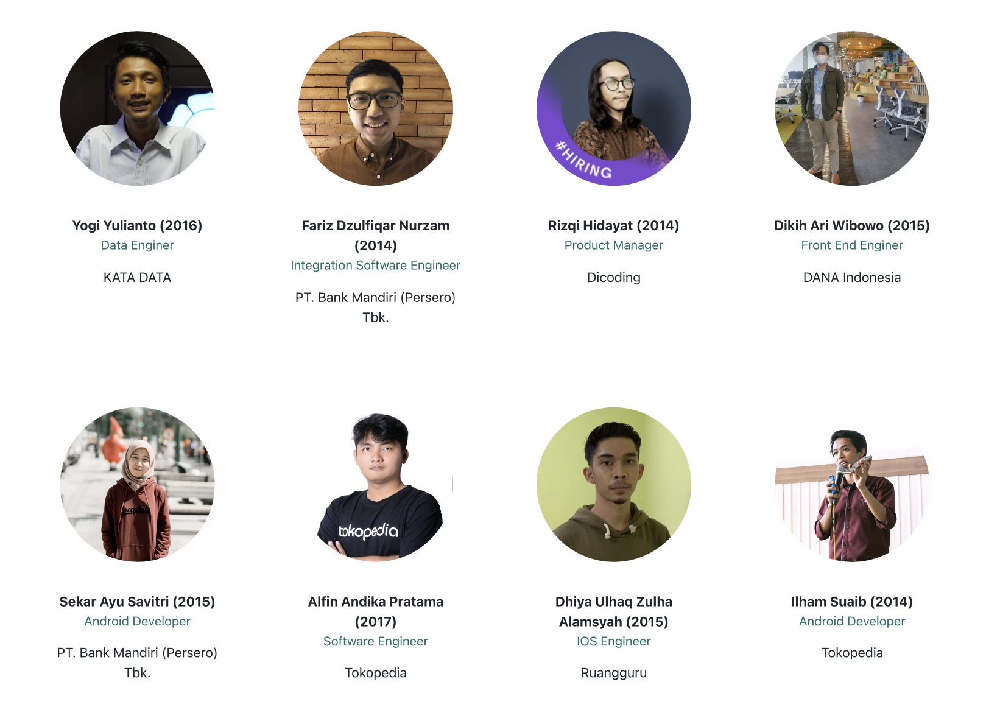 #HIRING
Yogi Yulianto (2016)
Data Enginer
KATA DATA
Fariz Dzulfiqar Nurzam
(2014)
Integration Software Engineer
PT. Bank Mandiri (Persero)
Tbk.
Rizqi Hidayat (2014)
Product Manager
Dicoding
Dikih Ari Wibowo (2015)
Front End Enginer
DANA Indonesia
tokopedia
Sekar Ayu Savitri (2015)
Android Developer
PT. Bank Mandiri (Persero)
Tbk.
Alfin Andika Pratama
(2017)
Software Engineer
Tokopedia
Dhiya Ulhaq Zulha
Alamsyah (2015)
IOS Engineer
Ruangguru
Ilham Suaib (2014)
Android Developer
Tokopedia